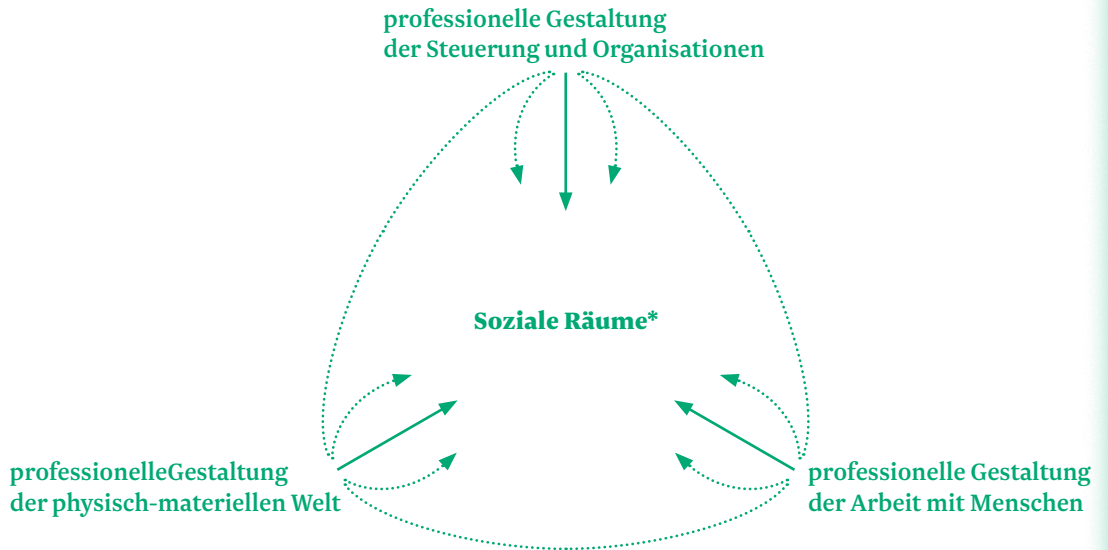 professionelle Gestaltung
der Steuerung und Organisationen
Soziale Räume*
professionelleGestaltung
der physisch-materiellen Welt
professionelle Gestaltung
der Arbeit mit Menschen